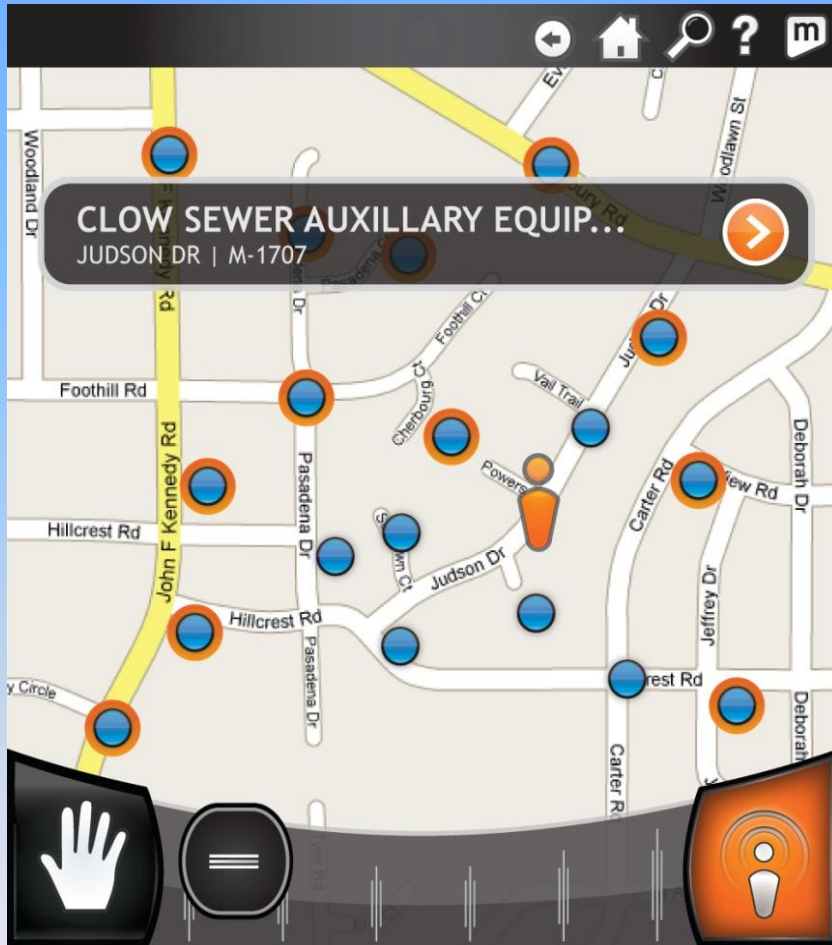 ?
m
Woodland Dr
Woodlawn St
CLOW SEWER AUXILLARY EQUIP...
JUDSON DR | M-1707
Foothill Ct
Foothill Rd
Cherbourg Ct
Vail Trail
John F Kennedy Rd
Pasadena Dr
Powers
Carter Rd
Deborah Dr
Hillcrest Rd
Judson Dr
Jeffrey Dr
Hillcrest Rd
Pasadena Dr
rest Rd
y Circle
Carter Rd
Deborah